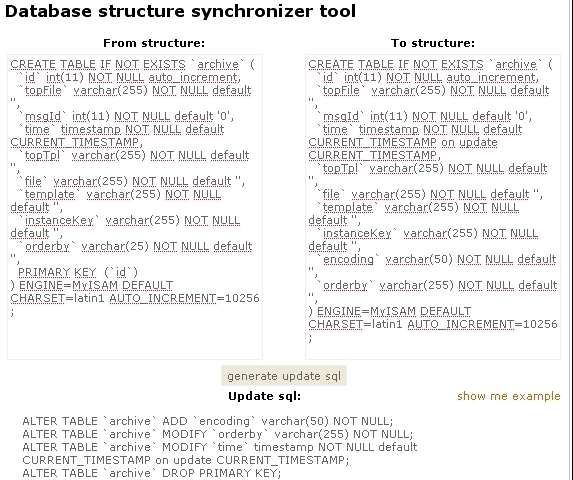 Database structure synchronizer tool
From structure:
CREATE TABLE IF NOT EXISTS `archive` (
`id` int(11) NOT NULL auto_increment,
`topFile` varchar(255) NOT NULL default
'',
`msgId` int(11) NOT NULL default '0',
`time` timestamp NOT NULL default
CURRENT_TIMESTAMP,
`topTpl` varchar(255) NOT NULL default
'',
`file` varchar(255) NOT NULL default '',
`template` varchar(255) NOT NULL
default '',
`instanceKey` varchar(255) NOT NULL
default '',
`orderby` varchar(25) NOT NULL default
'',
PRIMARY KEY (`id`)
) ENGINE=MyISAM DEFAULT
CHARSET=latin1 AUTO_INCREMENT=10256
;
To structure:
CREATE TABLE IF NOT EXISTS `archive` (
`id` int(11) NOT NULL auto_increment,
`topFile` varchar(255) NOT NULL default
'',
`msgId` int(11) NOT NULL default '0',
`time` timestamp NOT NULL default
CURRENT_TIMESTAMP on update
CURRENT_TIMESTAMP,
`topTpl` varchar(255) NOT NULL default
'',
`file` varchar(255) NOT NULL default '',
`template` varchar(255) NOT NULL
default '',
`instanceKey` varchar(255) NOT NULL
default '',
`encoding` varchar(50) NOT NULL default
'',
`orderby` varchar(255) NOT NULL default
'',
) ENGINE=MyISAM DEFAULT
CHARSET=latin1 AUTO_INCREMENT=10256
;
generate update sql
Update sql:
show me example
ALTER TABLE `archive` ADD `encoding` varchar(50) NOT NULL;
ALTER TABLE `archive` MODIFY `orderby` varchar(255) NOT NULL;
ALTER TABLE `archive` MODIFY `time` timestamp NOT NULL default
CURRENT_TIMESTAMP on update CURRENT_TIMESTAMP;
ALTER TABLE `archive` DROP PRIMARY KEY;